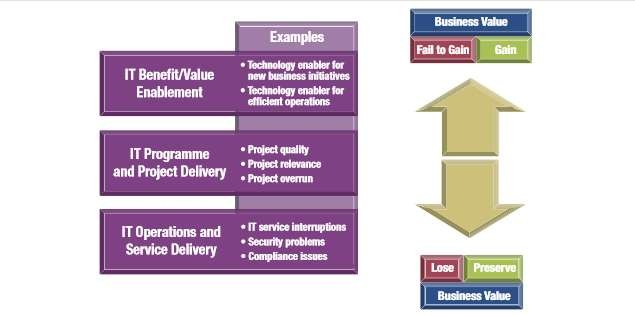 Examples
IT Benefit/Value
Enablement
• Technology enabler for
new business initiatives
• Technology enabler for
efficient operations
IT Programme
and Project Delivery
• Project quality
• Project relevance
• Project overrun
IT Operations and
Service Delivery
• IT service interruptions
• Security problems
• Compliance issues
Business Value
Fail to Gain
Gain
Lose
Preserve
Business Value